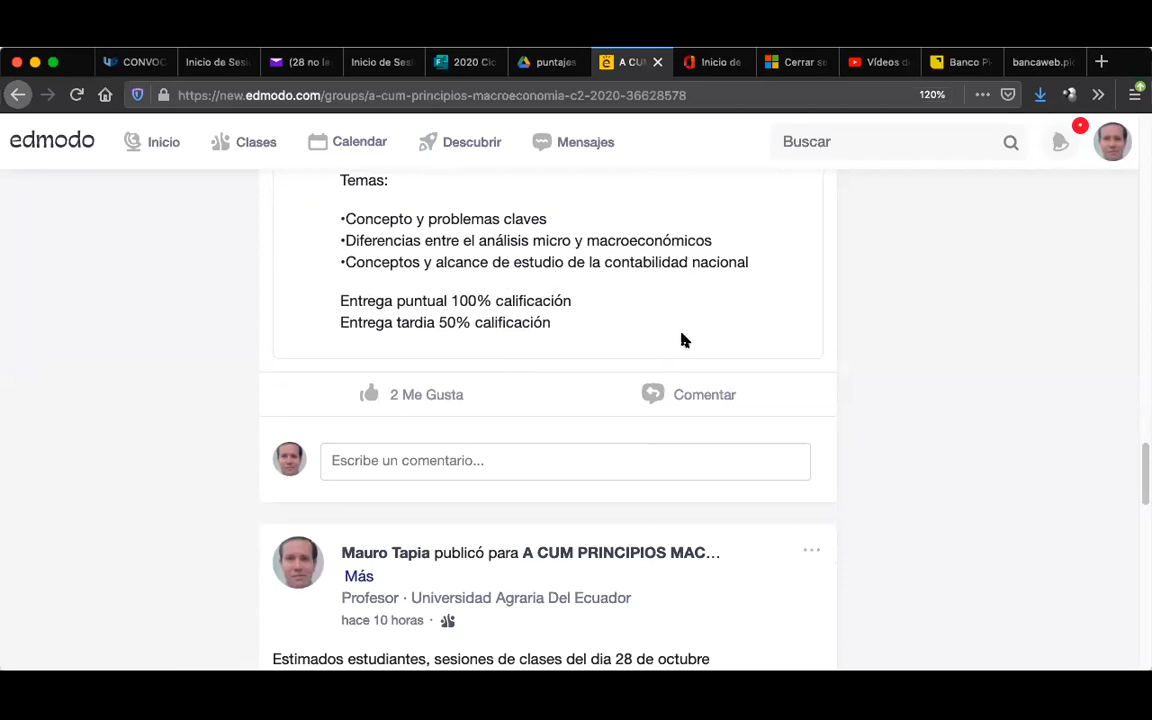 CONVOC
Inicio de Sesi
(28 no le
Inicio de Sesi
2020 Cic
puntajes
A CUM
Inicio de
Cerrar se
Vídeos d
Banco Pi
bancaweb.pic
https://new.edmodo.com/groups/a-cum-principios-macroeconomia-c2-2020-36628578
120%
edmodo
Inicio
Clases
Calendar
Descubrir
Mensajes
Buscar
Temas:
•Concepto y problemas claves
•Diferencias entre el análisis micro y macroeconómicos
•Conceptos y alcance de estudio de la contabilidad nacional
Entrega puntual 100% calificación
Entrega tardia 50% calificación
2 Me Gusta
Comentar
Escribe un comentario...
Mauro Tapia publicó para A CUM PRINCIPIOS MAC...
Más
Profesor · Universidad Agraria Del Ecuador
hace 10 horas ·
Estimados estudiantes, sesiones de clases del dia 28 de octubre